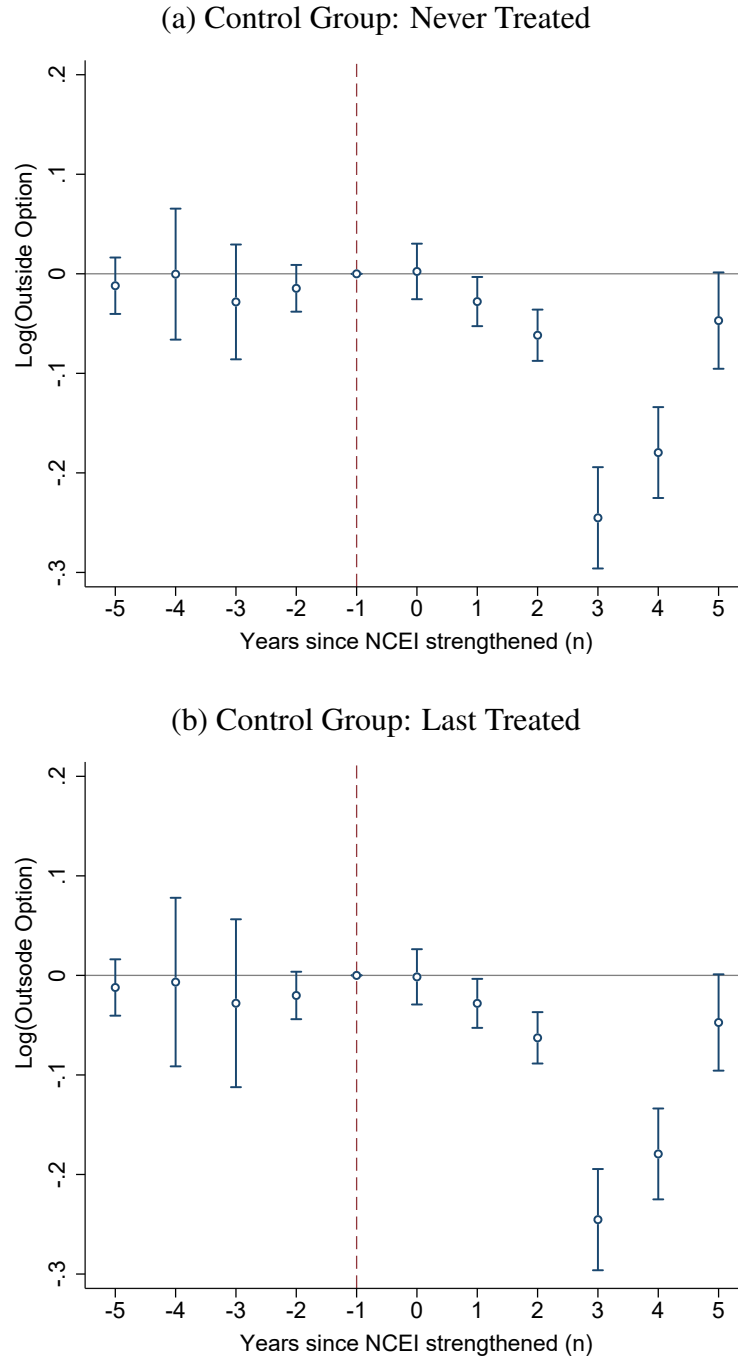 (a) Control Group: Never Treated
.2
.1
0
-.1
-.2
-.3
Log(Outside Option)
-5 -4 -3 -2 -1 0 1 2 3 4 5
Years since NCEI strengthened (n)
(b) Control Group: Last Treated
.2
.1
0
-.1
-.2
-.3
Log(Outsode Option)
-5 -4 -3 -2 -1 0 1 2 3 4 5
Years since NCEI strengthened (n)